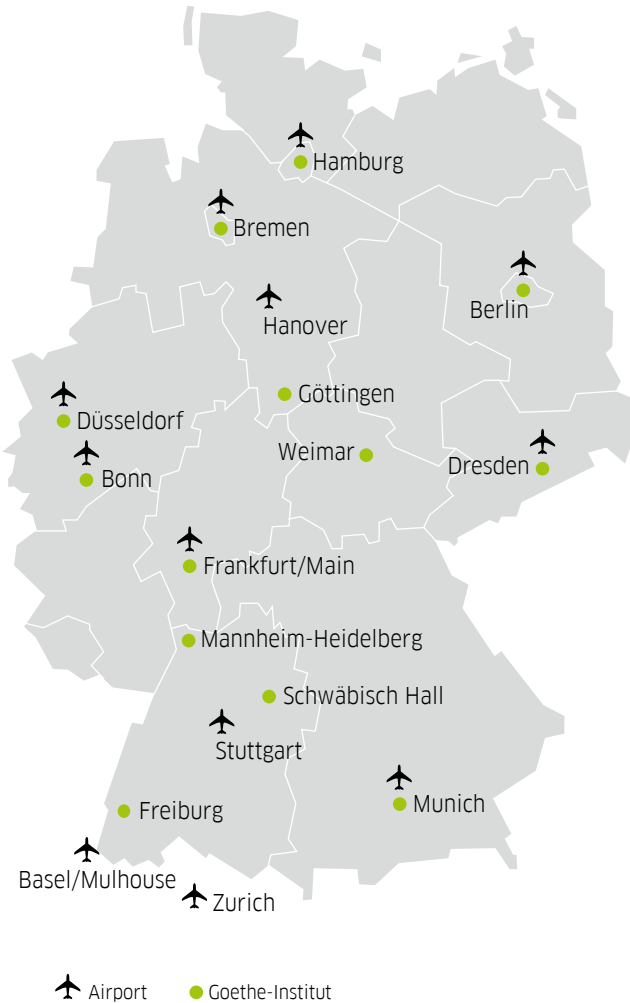 Hamburg
Bremen
Berlin
Hanover
Göttingen
Düsseldorf
Weimar
Dresden
Bonn
Frankfurt/Main
Mannheim-Heidelberg
Schwäbisch Hall
Stuttgart
Munich
Freiburg
Basel/Mulhouse
Zurich
Airport
Goethe-Institut